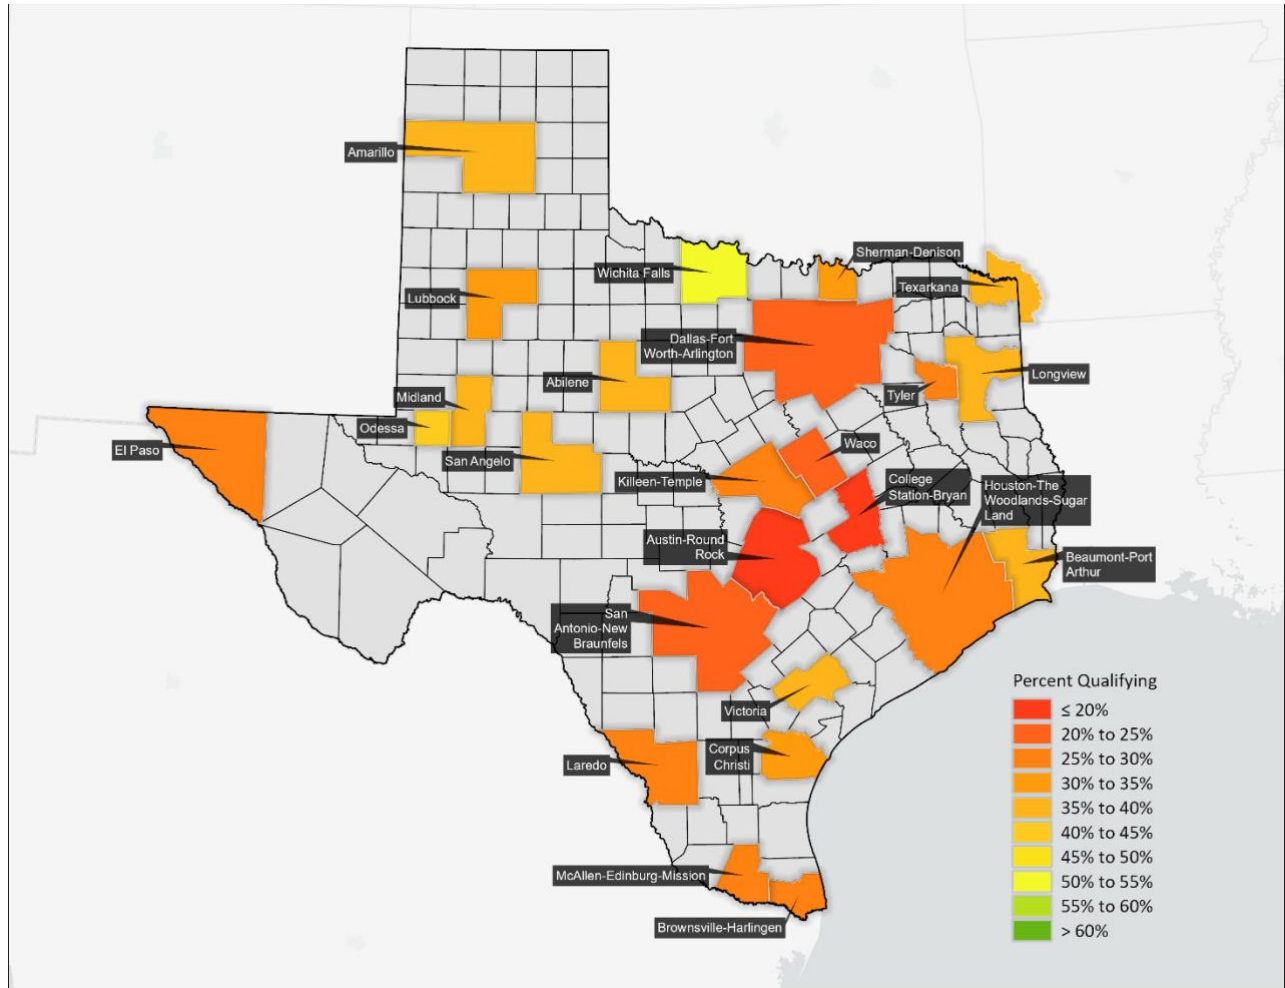 Amarillo
Sherman-Denison
Wichita Falls
Texarkana
Lubbock
Dallas-Fort
Worth-Arlington
Longview
Abilene
Tyler
Midland
Odessa
El Paso
Waco
San Angelo
College
Station-Bryan
Killeen-Temple
Houston-The
Woodlands-Sugar
Land
Austin-Round
Rock
Beaumont-Port
Arthur
San
Antonio-New
Braunfels
Victoria
Corpus
Christi
Laredo
McAllen-Edinburg-Mission
Brownsville-Harlingen
Percent Qualifying
≤ 20%
20% to 25%
25% to 30%
30% to 35%
35% to 40%
40% to 45%
45% to 50%
50% to 55%
55% to 60%
> 60%